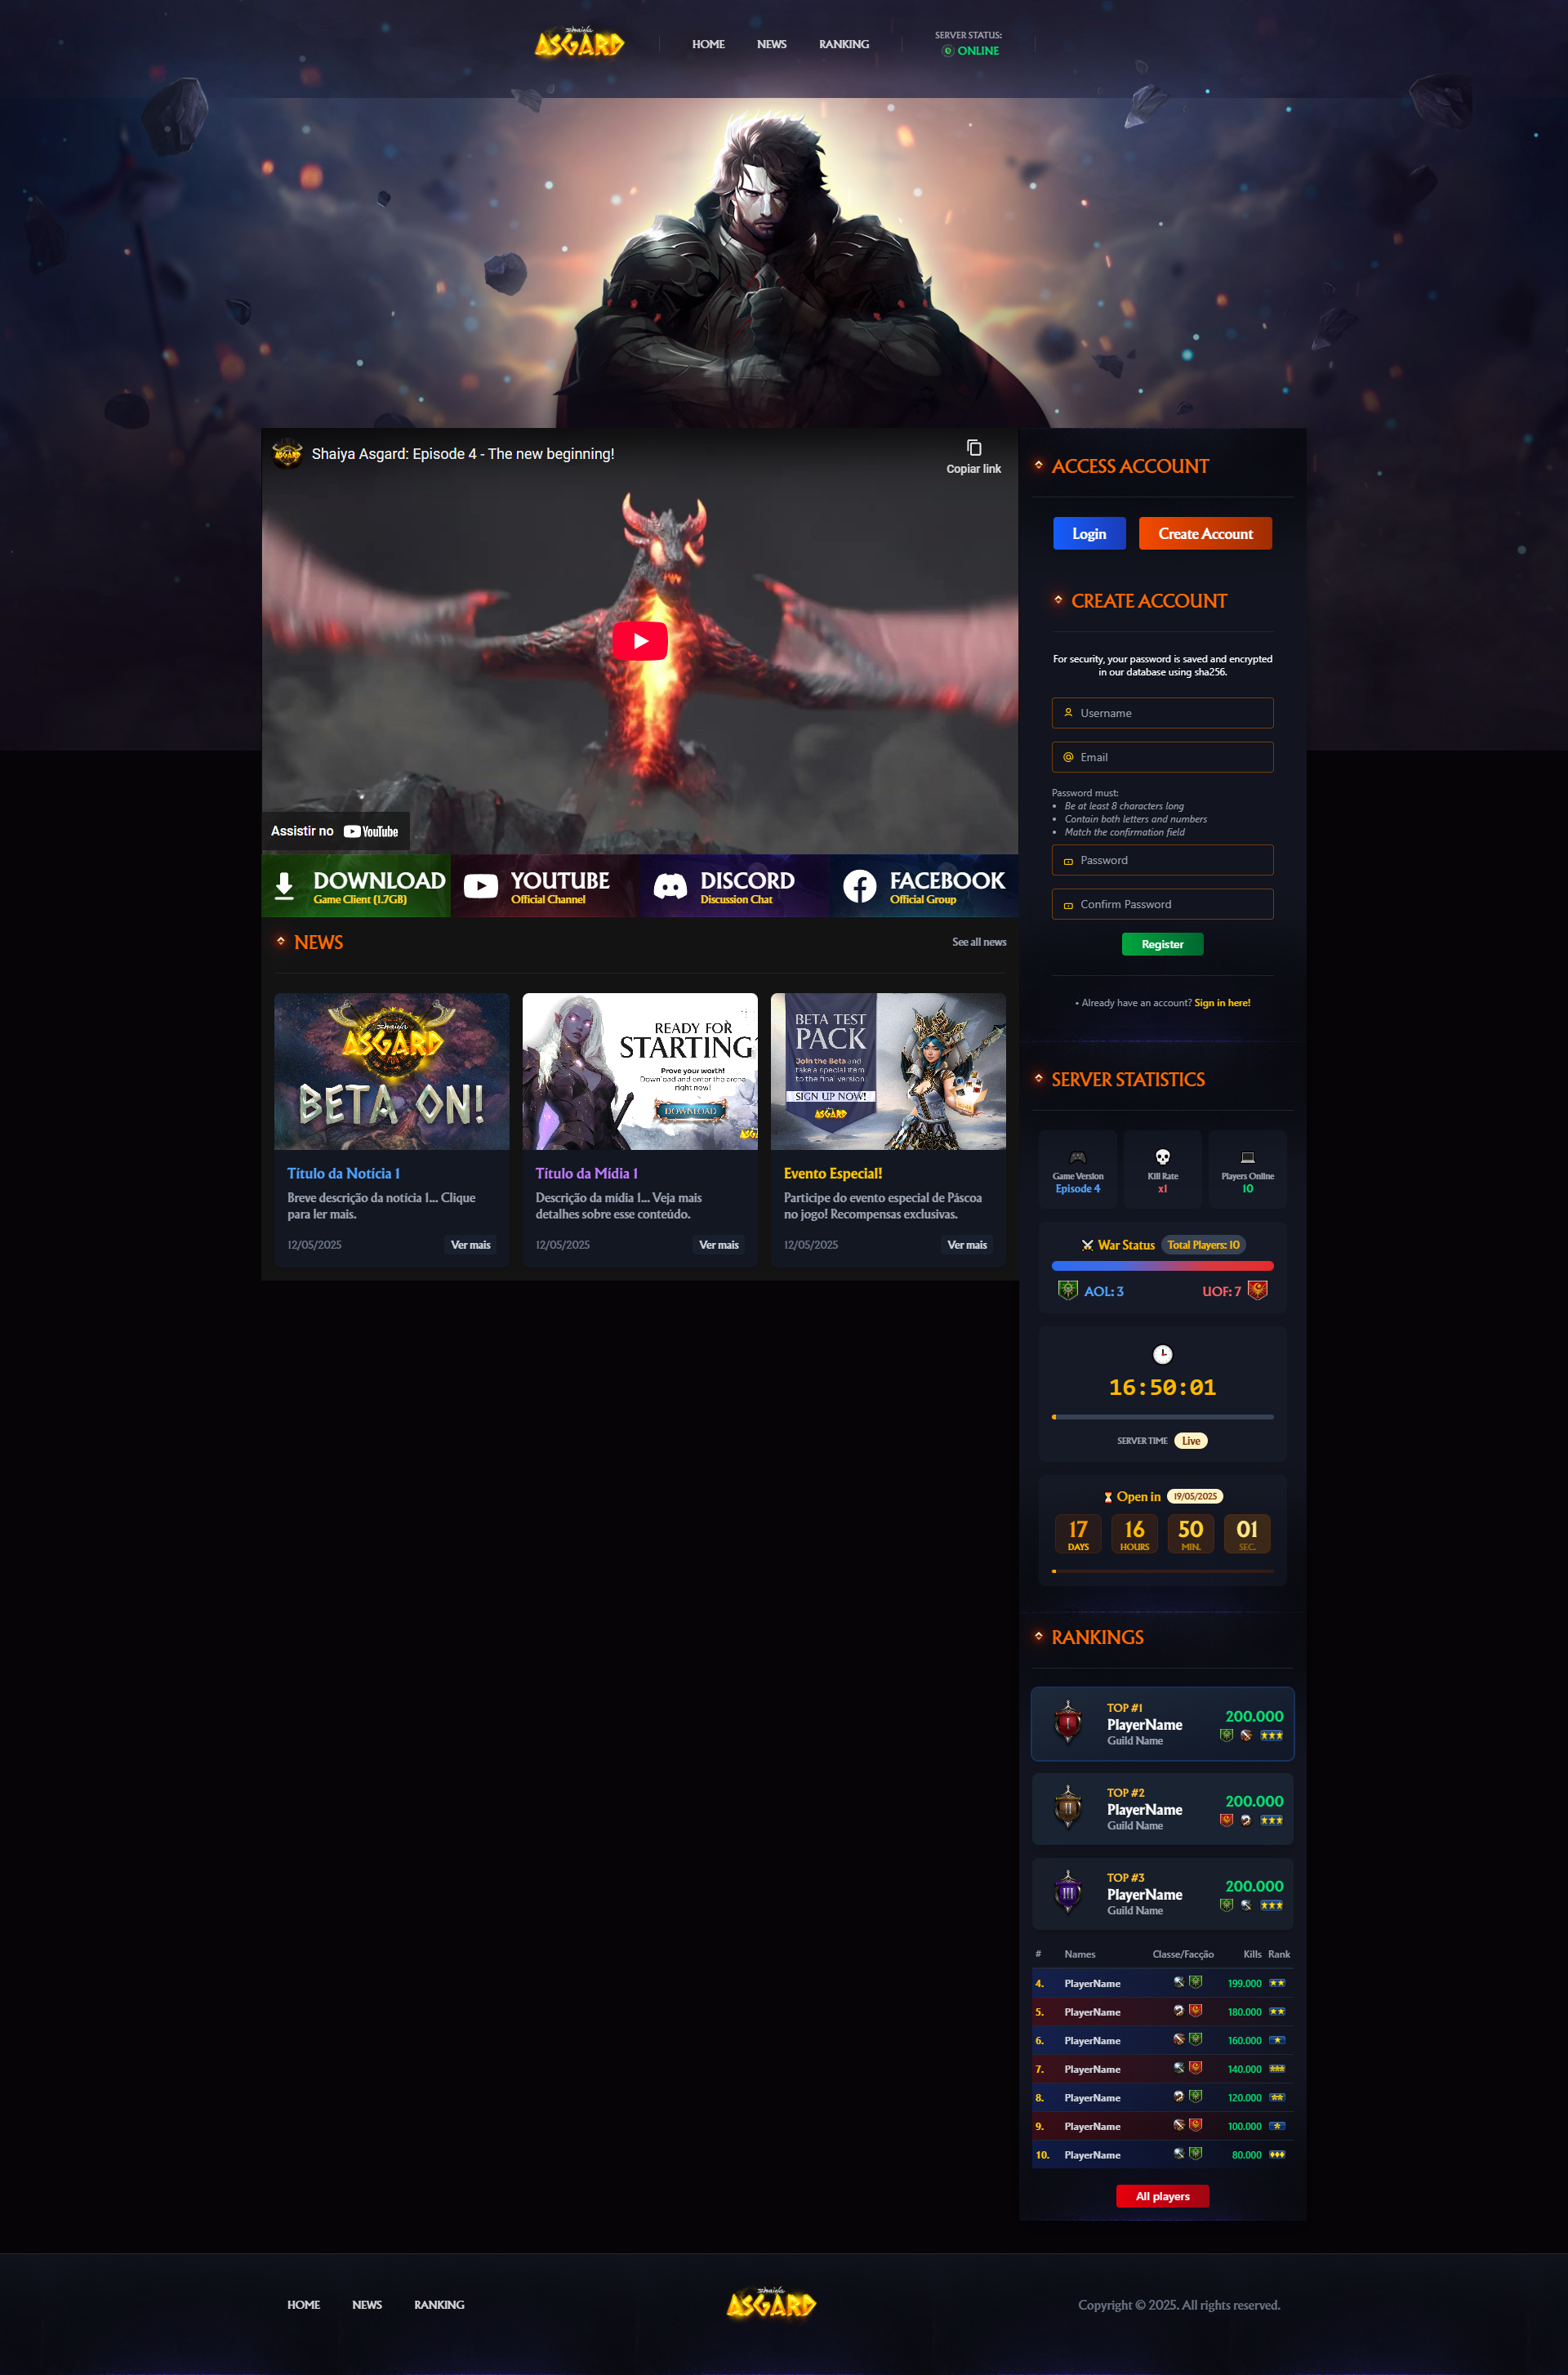 Shaiya
ASGARD
HOME
NEWS
RANKING
SERVER STATUS:
ONLINE
Shaiya Asgard: Episode 4 - The new beginning!
Copiar link
Assistir no YouTube
DOWNLOAD
Game Client (1.7GB)
YOUTUBE
Official Channel
DISCORD
Discussion Chat
FACEBOOK
Official Group
NEWS
See all news
Shaiya
ASGARD
BETA ON!
Título da Notícia 1
Breve descrição da notícia 1... Clique
para ler mais.
12/05/2025
Ver mais
READY FOR
STARTING?
Prove your worth!
Download and enter the arena
right now!
DOWNLOAD
Título da Mídia 1
Descrição da mídia 1... Veja mais
detalhes sobre esse conteúdo.
12/05/2025
Ver mais
BETA TEST
PACK
Join the Beta and
take a special item
to the final version!
SIGN UP NOW!
ASGARD
Evento Especial!
Participe do evento especial de Páscoa
no jogo! Recompensas exclusivas.
12/05/2025
Ver mais
ACCESS ACCOUNT
Login
Create Account
CREATE ACCOUNT
For security, your password is saved and encrypted
in our database using sha256.
Username
Email
Password must:
• Be at least 8 characters long
• Contain both letters and numbers
• Match the confirmation field
Password
Confirm Password
Register
• Already have an account? Sign in here!
SERVER STATISTICS
Game Version
Episode 4
Kill Rate
x1
Players Online
10
War Status
Total Players: 10
AOL: 3
UOF: 7
16:50:01
SERVER TIME
Live
Open in
19/05/2025
17
DAYS
16
HOURS
50
MIN.
01
SEC.
RANKINGS
TOP #1
PlayerName
Guild Name
200.000
TOP #2
PlayerName
Guild Name
200.000
TOP #3
PlayerName
Guild Name
200.000
# Names Classe/Facção Kills Rank
4. PlayerName 199.000
5. PlayerName 180.000
6. PlayerName 160.000
7. PlayerName 140.000
8. PlayerName 120.000
9. PlayerName 100.000
10. PlayerName 80.000
All players
HOME
NEWS
RANKING
Shaiya
ASGARD
Copyright © 2025. All rights reserved.